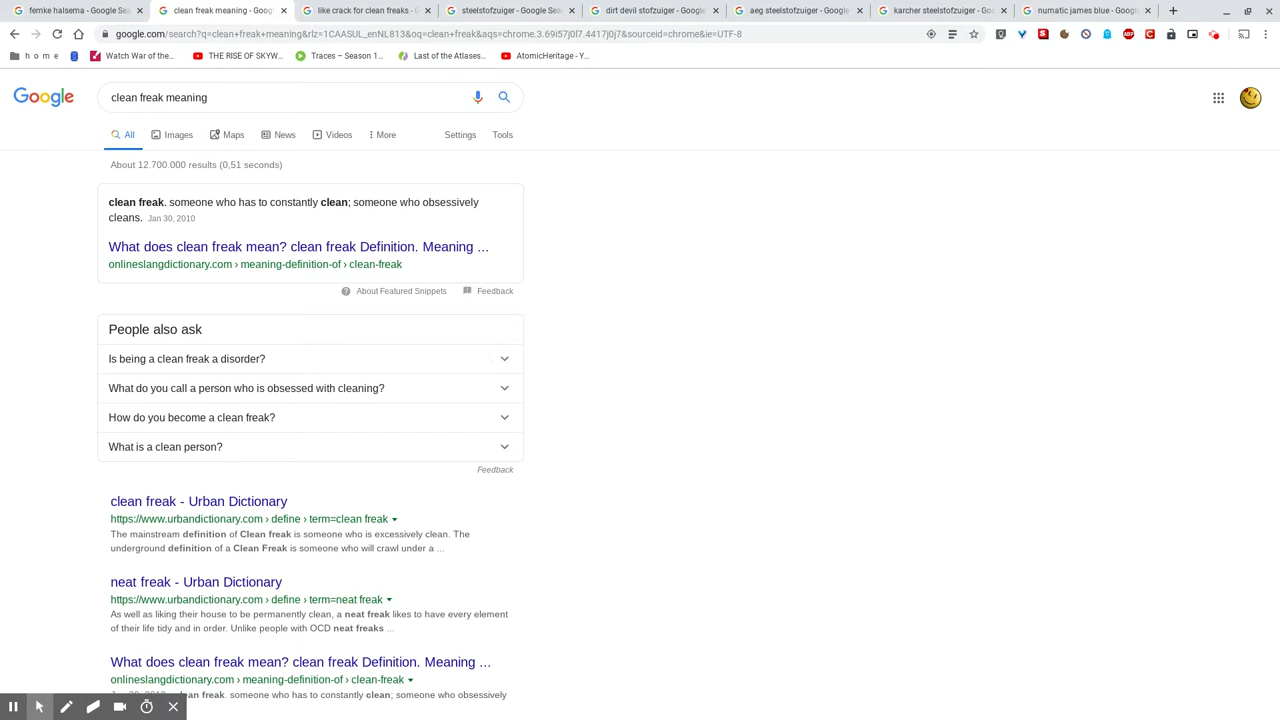 femke halsema - Google Sea
clean freak meaning - Goog
like crack for clean freaks - G
steelstofzuiger - Google Sea
dirt devil stofzuiger - Google
aeg steelstofzuiger - Google
karcher steelstofzuiger - Goo
numatic james blue - Google
google.com/search?q=clean+freak+meaning&rlz=1CAASUL_enNL813&oq=clean+freak&aqs=chrome.3.69i57j0l7.4417j0j7&sourceid=chrome&ie=UTF-8
h o m e
Watch War of the...
THE RISE OF SKYW...
Traces – Season 1...
Last of the Atlases...
AtomicHeritage - Y...
Google
clean freak meaning
All
Images
Maps
News
Videos
More
Settings
Tools
About 12.700.000 results (0,51 seconds)
clean freak. someone who has to constantly clean; someone who obsessively
cleans. Jan 30, 2010
What does clean freak mean? clean freak Definition. Meaning ...
onlineslangdictionary.com › meaning-definition-of › clean-freak
About Featured Snippets
Feedback
People also ask
Is being a clean freak a disorder?
What do you call a person who is obsessed with cleaning?
How do you become a clean freak?
What is a clean person?
Feedback
clean freak - Urban Dictionary
https://www.urbandictionary.com › define › term=clean freak
The mainstream definition of Clean freak is someone who is excessively clean. The
underground definition of a Clean Freak is someone who will crawl under a ...
neat freak - Urban Dictionary
https://www.urbandictionary.com › define › term=neat freak
As well as liking their house to be permanently clean, a neat freak likes to have every element
of their life tidy and in order. Unlike people with OCD neat freaks ...
What does clean freak mean? clean freak Definition. Meaning ...
onlineslangdictionary.com › meaning-definition-of › clean-freak
freak. someone who has to constantly clean; someone who obsessively